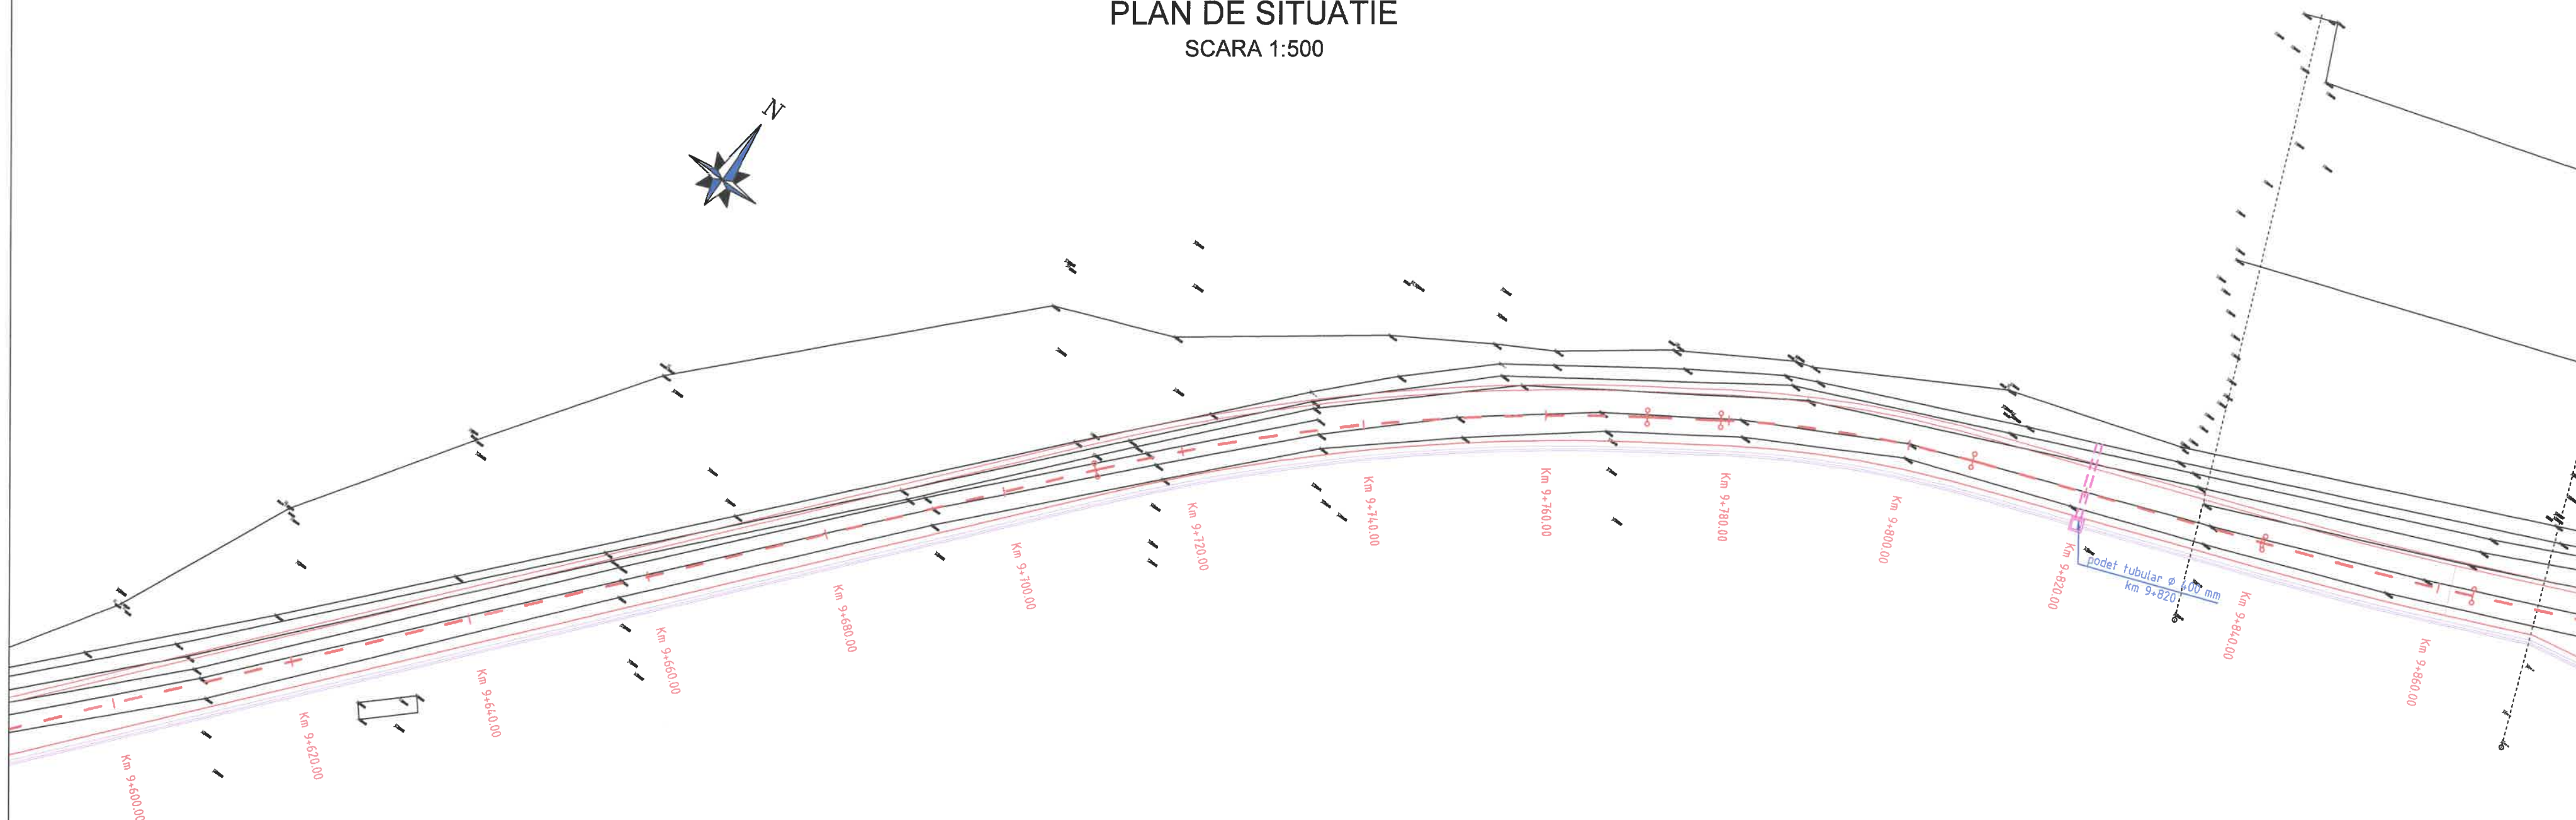 PLAN DE SITUATIE
SCARA 1:500
N
Km 9+600.00
Km 9+620.00
Km 9+640.00
Km 9+660.00
Km 9+680.00
Km 9+700.00
Km 9+720.00
Km 9+740.00
Km 9+760.00
Km 9+780.00
Km 9+800.00
Km 9+820.00
podet tubular ø 400 mm
km 9+820
Km 9+840.00
Km 9+860.00